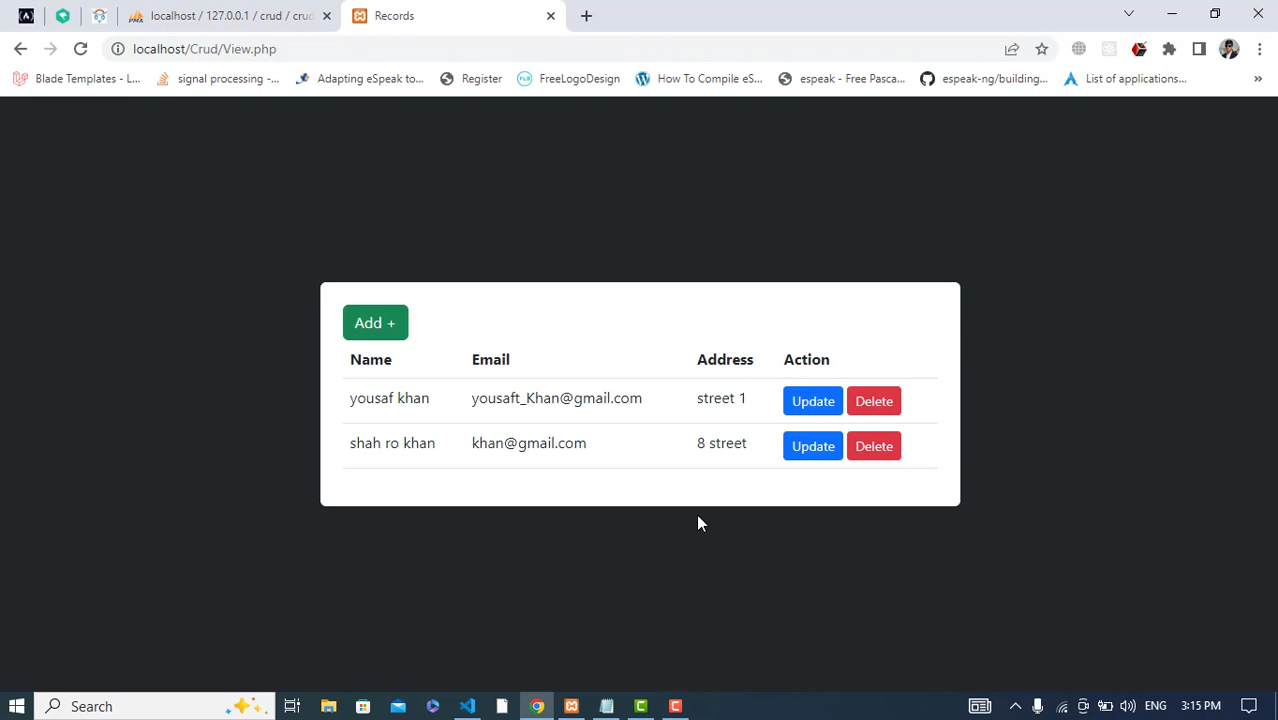 localhost / 127.0.0.1 / crud / crud
Records
localhost/Crud/View.php
Blade Templates - L...
signal processing -...
Adapting eSpeak to...
Register
FreeLogoDesign
How To Compile eS...
espeak - Free Pasca...
espeak-ng/building...
List of applications...
»
Add +
Name Email Address Action
yousaf khan yousaft_Khan@gmail.com street 1 Update Delete
shah ro khan khan@gmail.com 8 street Update Delete
Search
ENG
3:15 PM